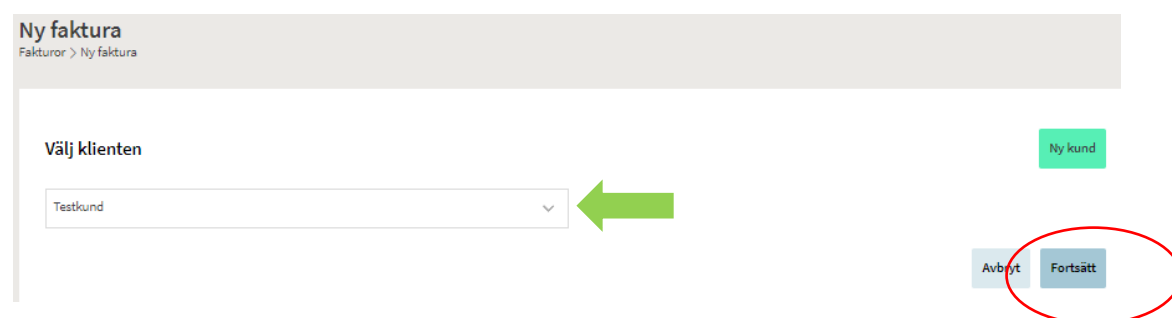 Ny faktura
Fakturor > Ny faktura
Välj klienten
Ny kund
Testkund
Avbryt
Fortsätt